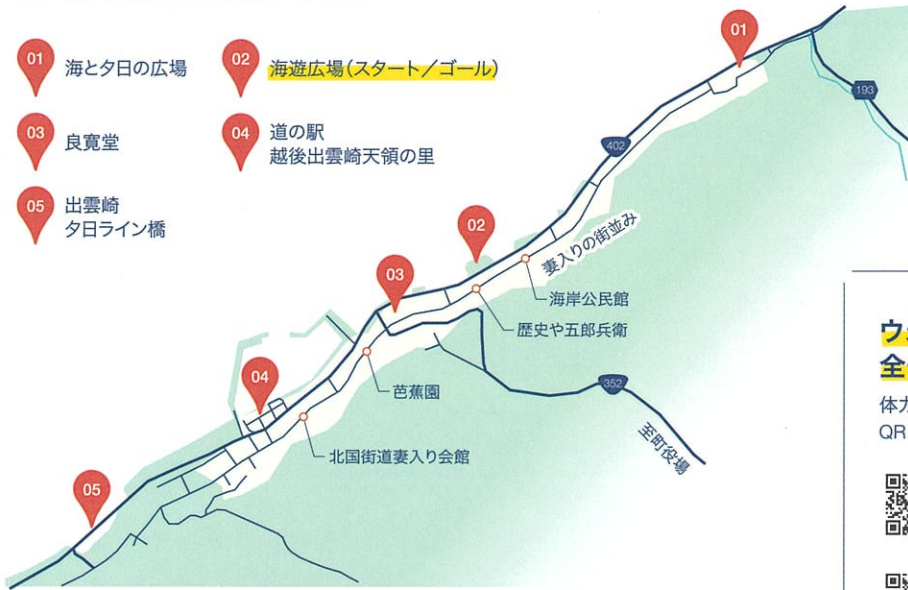 01 海と夕日の広場
02 海遊広場(スタート/ゴール)
03 良寛堂
04 道の駅
越後出雲崎天領の里
05 出雲崎
夕日ライン橋
01
193
402
02
妻入りの街並み
03
海岸公民館
歴史や五郎兵衛
352
04
芭蕉園
至町役場
北国街道妻入り会館
05
ウ
全
体力
QR